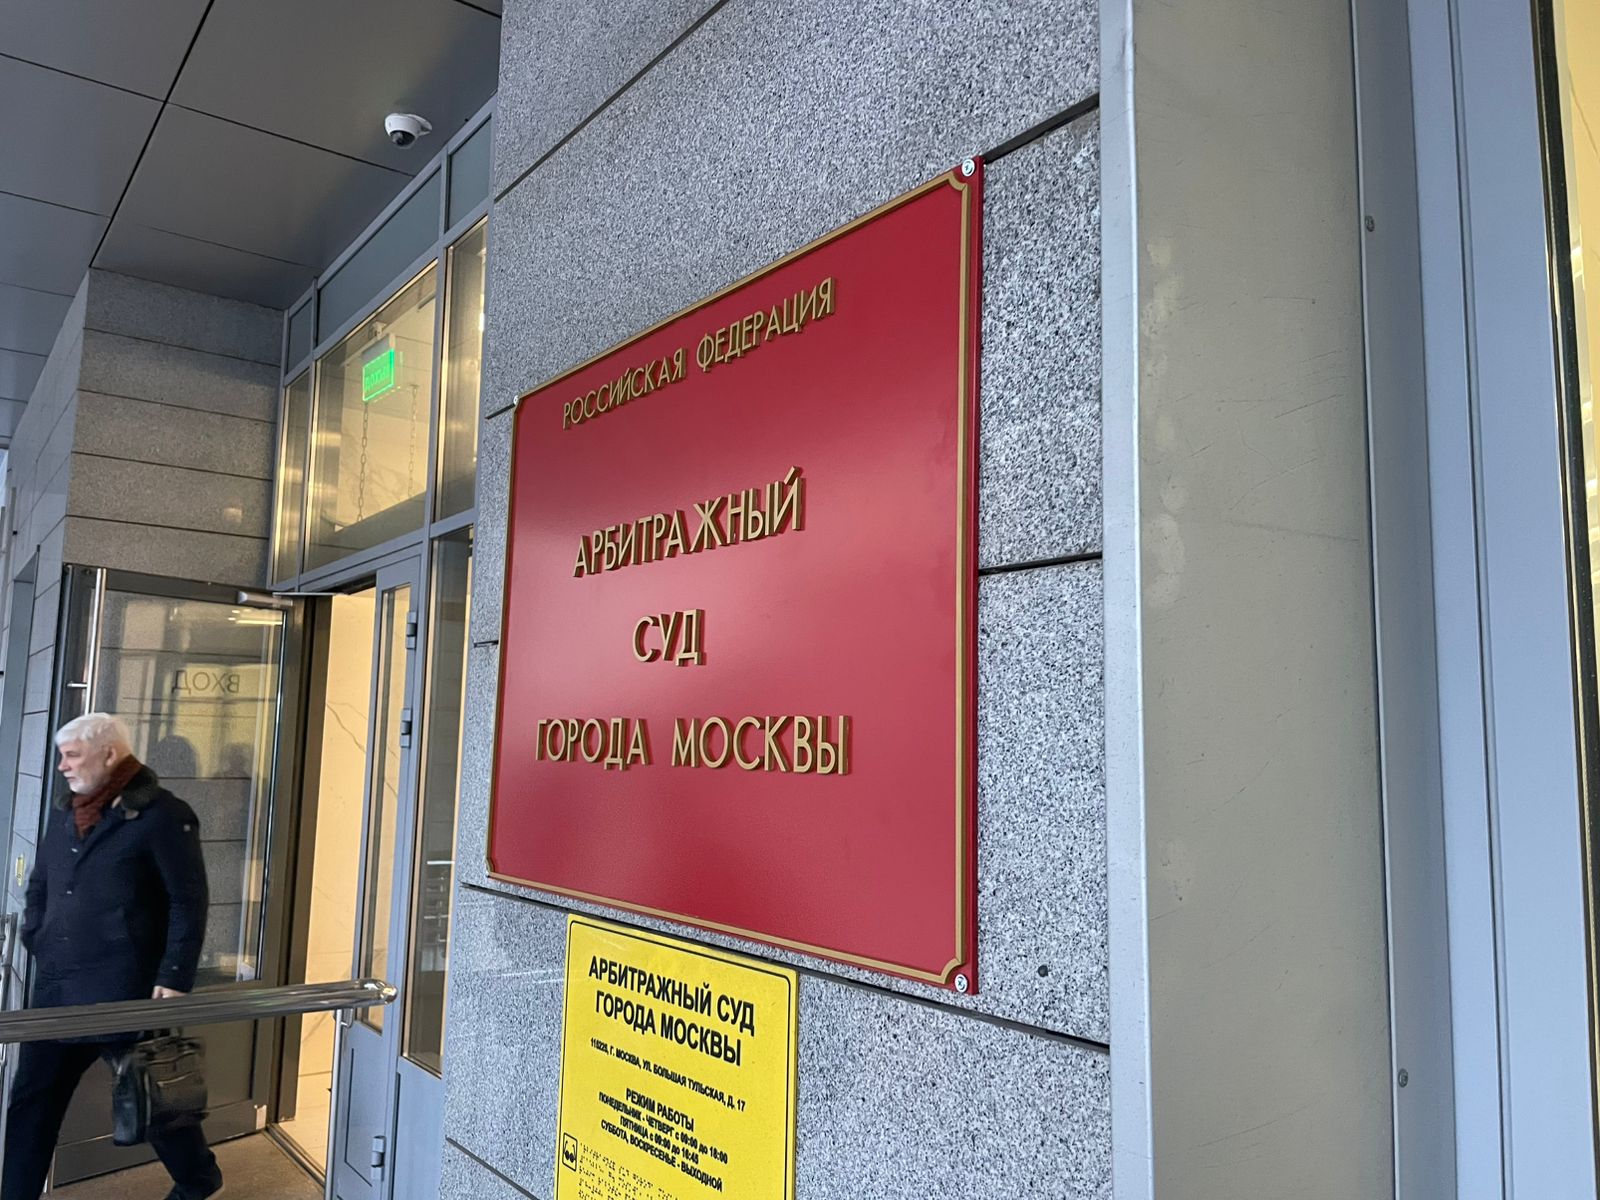 РОССИЙСКАЯ ФЕДЕРАЦИЯ
АРБИТРАЖНЫЙ
СУД
ГОРОДА МОСКВЫ
АРБИТРАЖНЫЙ СУД
ГОРОДА МОСКВЫ
115225, Г. МОСКВА, УЛ. БОЛЬШАЯ ТУЛЬСКАЯ, Д. 17
РЕЖИМ РАБОТЫ
ПОНЕДЕЛЬНИК - ЧЕТВЕРГ с 09:00 до 18:00
ПЯТНИЦА с 09:00 до 16:45
СУББОТА, ВОСКРЕСЕНЬЕ - ВЫХОДНОЙ
ВХОД